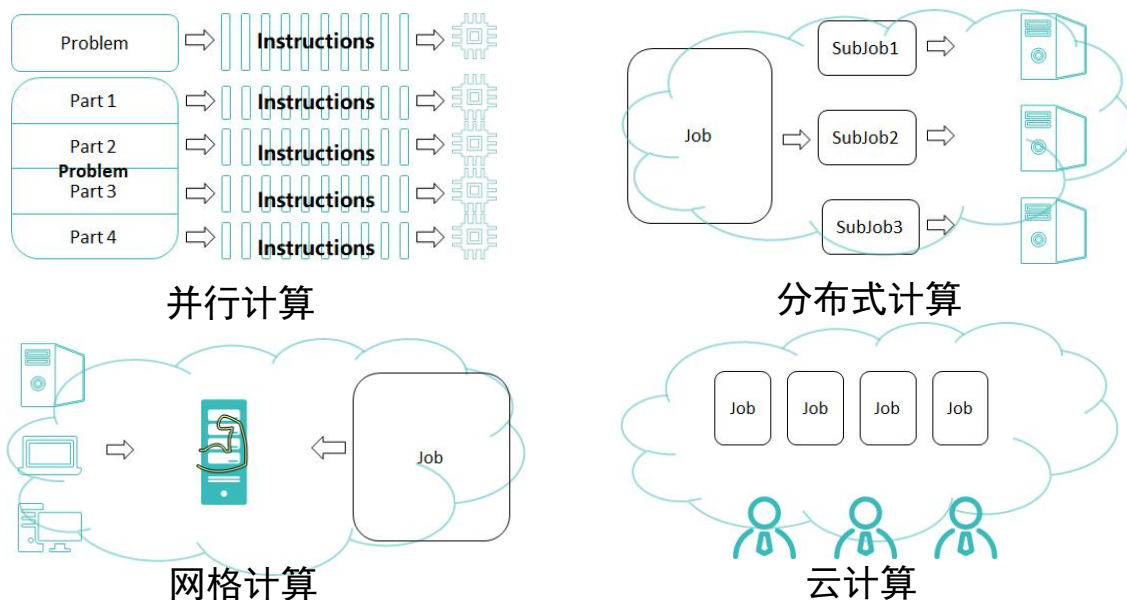 Problem
Instructions
Part 1
Instructions
Part 2
Instructions
Problem
Part 3
Instructions
Part 4
Instructions
并行计算
Job
SubJob1
SubJob2
SubJob3
分布式计算
Job
网格计算
Job Job Job Job
云计算